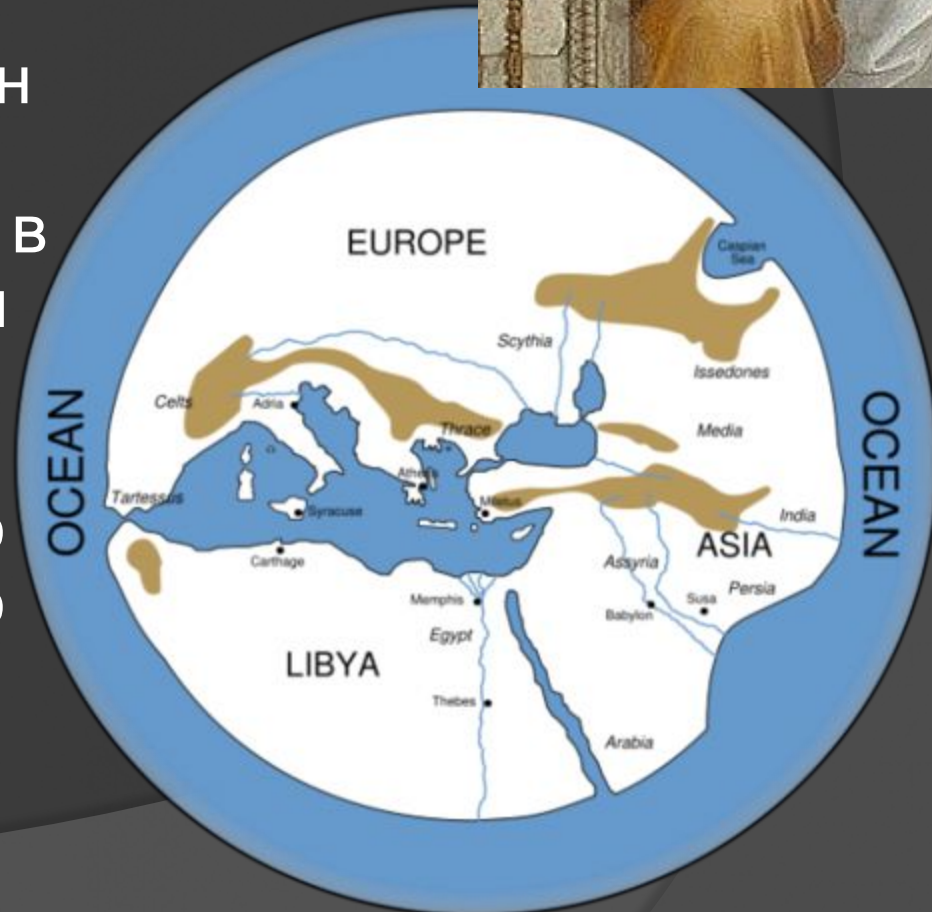 Н
В
EUROPE
Caspian
Sea
Scythia
Issedones
Celts
Adria
Thrace
Media
OCEAN
OCEAN
Athens
Tartessus
Miletus
Syracuse
India
ASIA
Carthage
Assyria
Persia
Memphis
Susa
Babylon
Egypt
LIBYA
Thebes
Arabia